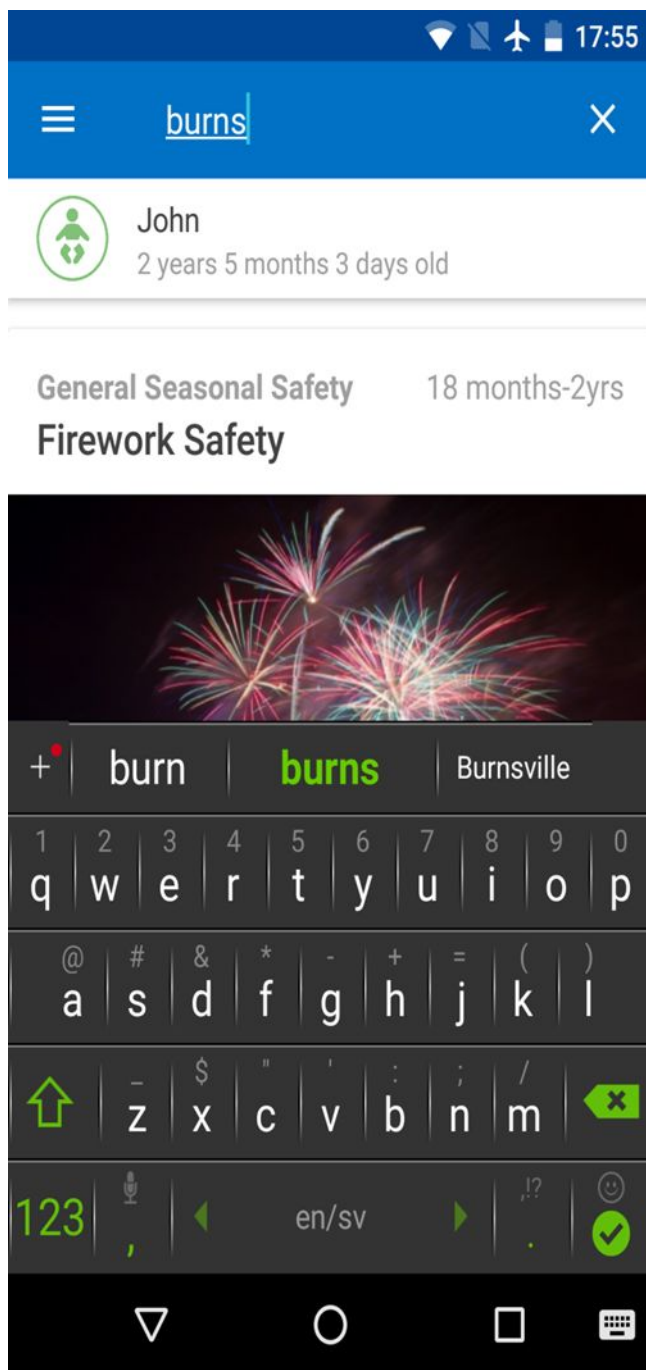 17:55
burns
John
2 years 5 months 3 days old
General Seasonal Safety 18 months-2yrs
Firework Safety
+ burn burns Burnsville
1 2 3 4 5 6 7 8 9 0
q w e r t y u i o p
@ # & * - + = ( )
a s d f g h j k l
_ $ " ' : ; /
z x c v b n m
,!?
123 , en/sv .